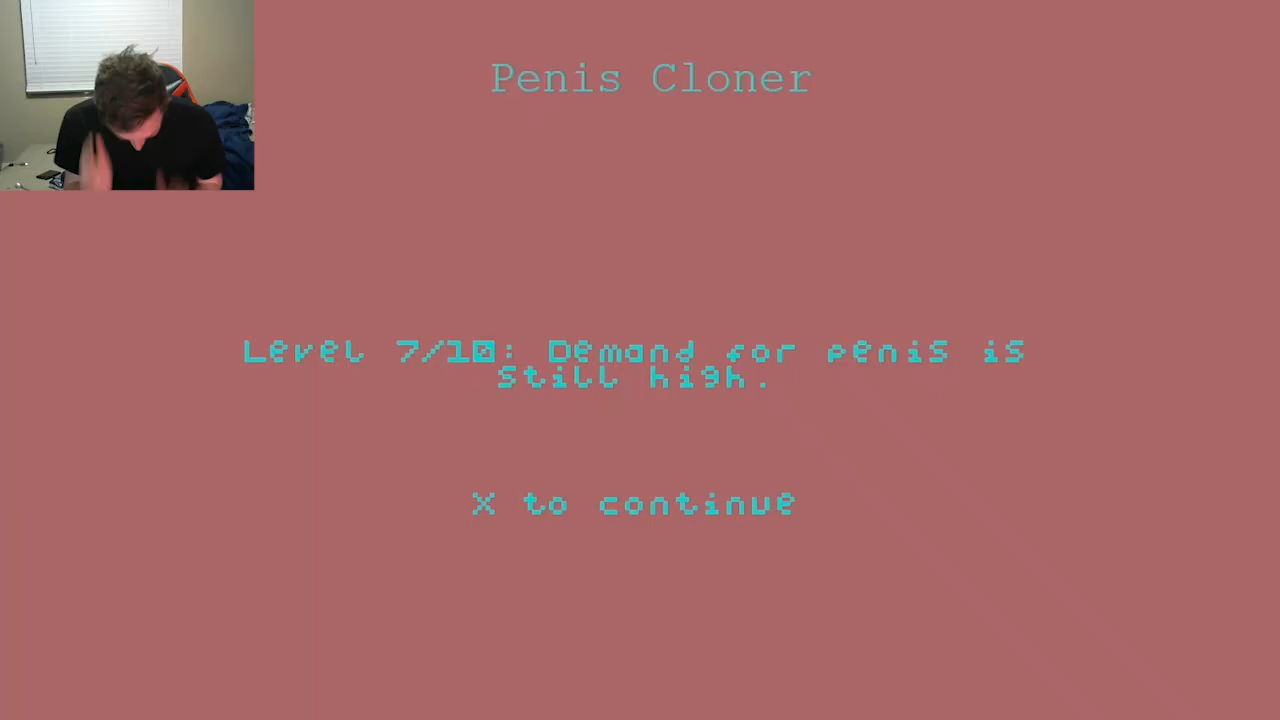 Penis Cloner
Level 7/10: Demand for penis is
still high.
X to continue